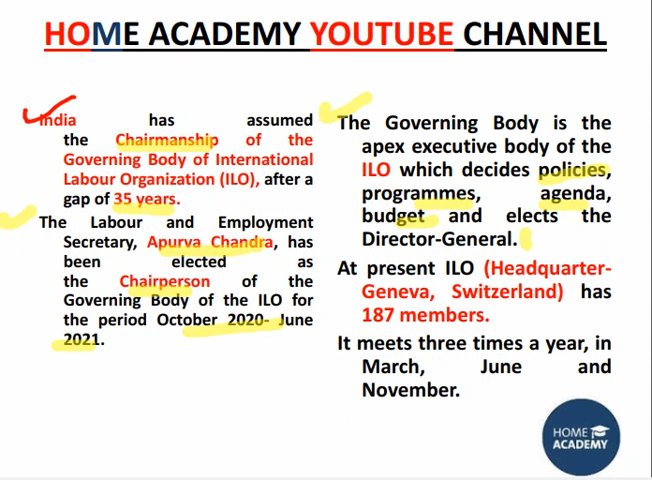 HOME ACADEMY YOUTUBE CHANNEL
India has assumed
the Chairmanship of the
Governing Body of International
Labour Organization (ILO), after a
gap of 35 years.
The Labour and Employment
Secretary, Apurva Chandra, has
been elected as
the Chairperson of the
Governing Body of the ILO for
the period October 2020- June
2021.
The Governing Body is the
apex executive body of the
ILO which decides policies,
programmes, agenda,
budget and elects the
Director-General.
At present ILO (Headquarter-
Geneva, Switzerland) has
187 members.
It meets three times a year, in
March, June and
November.
HOME
ACADEMY